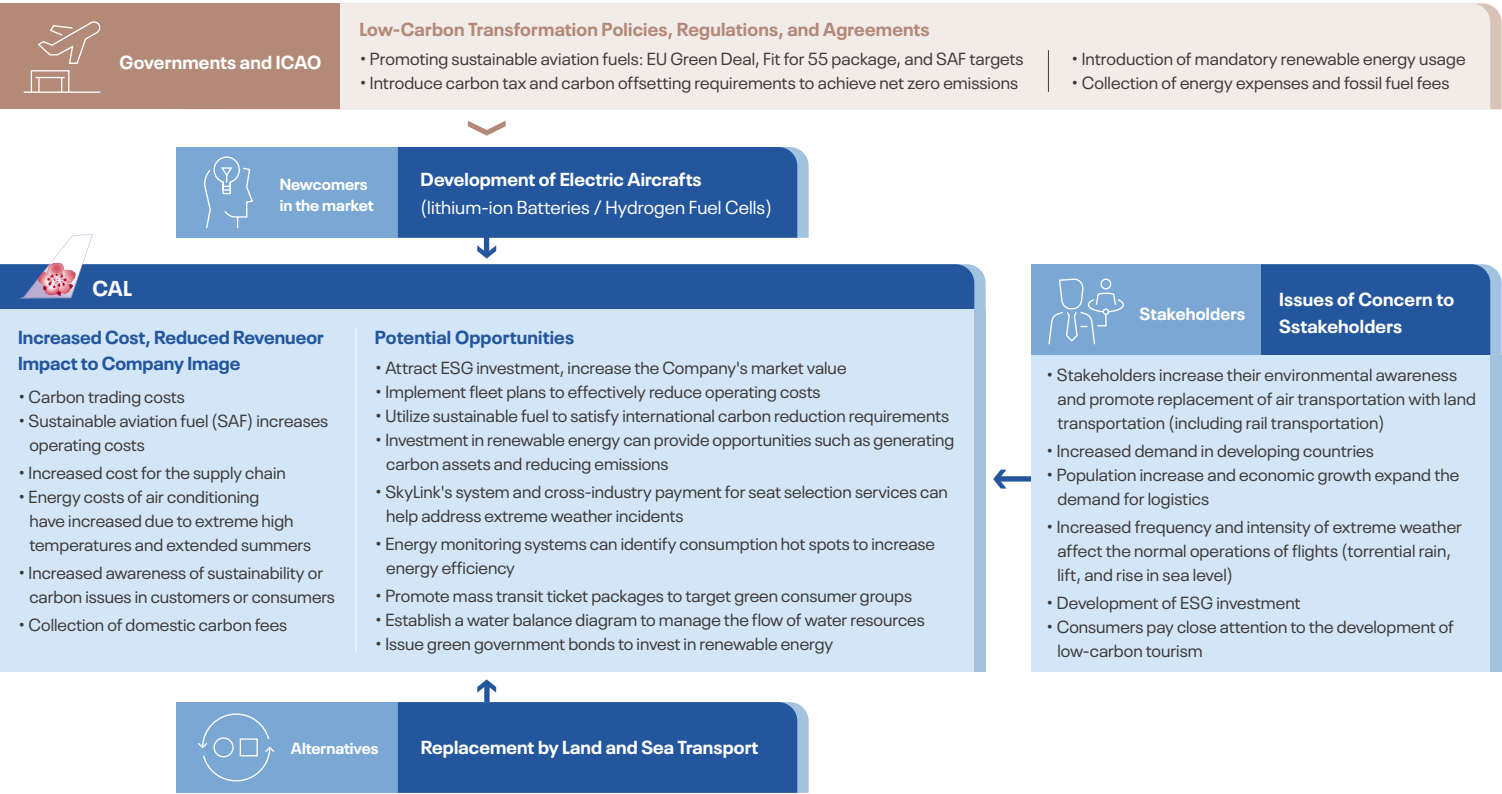 Governments and ICAO
Low-Carbon Transformation Policies, Regulations, and Agreements
• Promoting sustainable aviation fuels: EU Green Deal, Fit for 55 package, and SAF targets
• Introduce carbon tax and carbon offsetting requirements to achieve net zero emissions
• Introduction of mandatory renewable energy usage
• Collection of energy expenses and fossil fuel fees
Newcomers
in the market
Development of Electric Aircrafts
(lithium-ion Batteries / Hydrogen Fuel Cells)
CAL
Increased Cost, Reduced Revenueor
Impact to Company Image
• Carbon trading costs
• Sustainable aviation fuel (SAF) increases
operating costs
• Increased cost for the supply chain
• Energy costs of air conditioning
have increased due to extreme high
temperatures and extended summers
• Increased awareness of sustainability or
carbon issues in customers or consumers
• Collection of domestic carbon fees
Potential Opportunities
• Attract ESG investment, increase the Company's market value
• Implement fleet plans to effectively reduce operating costs
• Utilize sustainable fuel to satisfy international carbon reduction requirements
• Investment in renewable energy can provide opportunities such as generating
carbon assets and reducing emissions
• SkyLink's system and cross-industry payment for seat selection services can
help address extreme weather incidents
• Energy monitoring systems can identify consumption hot spots to increase
energy efficiency
• Promote mass transit ticket packages to target green consumer groups
• Establish a water balance diagram to manage the flow of water resources
• Issue green government bonds to invest in renewable energy
Stakeholders
Issues of Concern to
Sstakeholders
• Stakeholders increase their environmental awareness
and promote replacement of air transportation with land
transportation (including rail transportation)
• Increased demand in developing countries
• Population increase and economic growth expand the
demand for logistics
• Increased frequency and intensity of extreme weather
affect the normal operations of flights (torrential rain,
lift, and rise in sea level)
• Development of ESG investment
• Consumers pay close attention to the development of
low-carbon tourism
Alternatives
Replacement by Land and Sea Transport